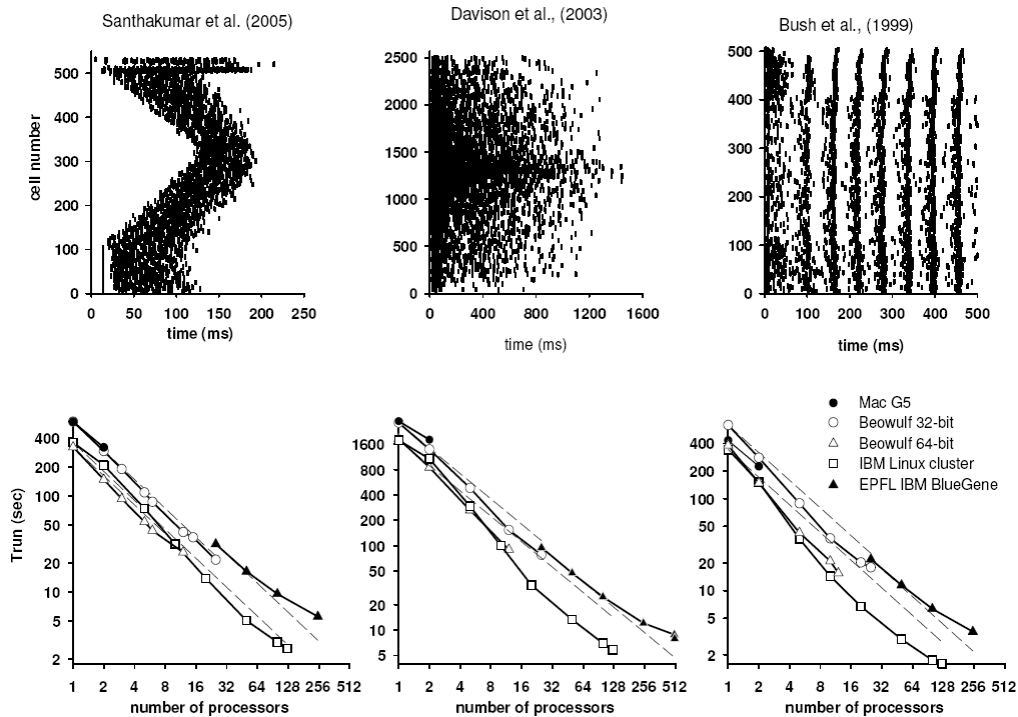 Santhakumar et al. (2005)
Davison et al., (2003)
Bush et al., (1999)
cell number
500
400
300
200
100
0
0 50 100 150 200 250
time (ms)
2500
2000
1500
1000
500
0
0 400 800 1200 1600
time (ms)
500
400
300
200
100
0
0 100 200 300 400 500
time (ms)
Trun (sec)
400
200
100
50
20
10
5
2
1 2 4 8 16 32 64 128 256 512
number of processors
1600
800
400
200
100
50
20
10
5
1 2 4 8 16 32 64 128 256 512
number of processors
Mac G5
Beowulf 32-bit
Beowulf 64-bit
IBM Linux cluster
EPFL IBM BlueGene
400
200
100
50
20
10
5
2
1 2 4 8 16 32 64 128 256 512
number of processors